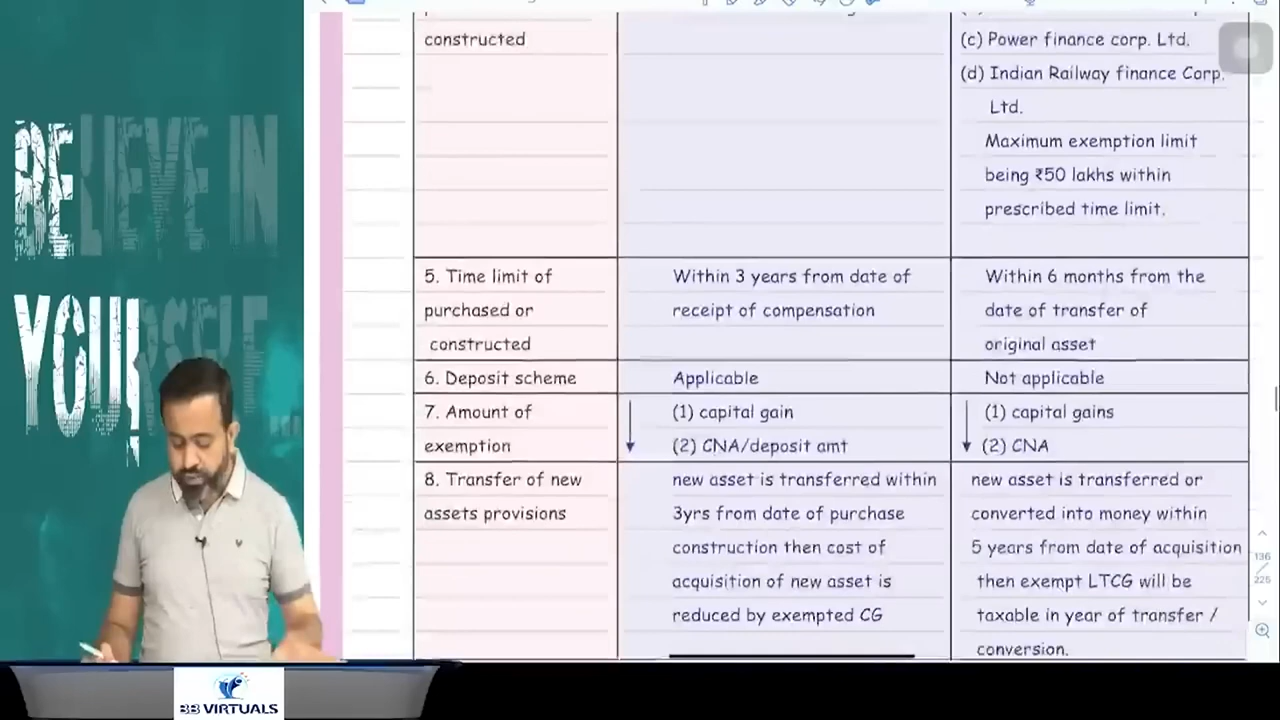 BELIEVE IN
YOURSELF...
constructed
(c) Power finance corp. Ltd.
(d) Indian Railway finance Corp.
Ltd.
Maximum exemption limit
being ₹50 lakhs within
prescribed time limit.
5. Time limit of
purchased or
constructed
Within 3 years from date of
receipt of compensation
Within 6 months from the
date of transfer of
original asset
6. Deposit scheme
Applicable
Not applicable
7. Amount of
exemption
(1) capital gain
(2) CNA/deposit amt
(1) capital gains
(2) CNA
8. Transfer of new
assets provisions
new asset is transferred within
3yrs from date of purchase
construction then cost of
acquisition of new asset is
reduced by exempted CG
new asset is transferred or
converted into money within
5 years from date of acquisition
then exempt LTCG will be
taxable in year of transfer /
conversion.
136
/
225
BB VIRTUALS